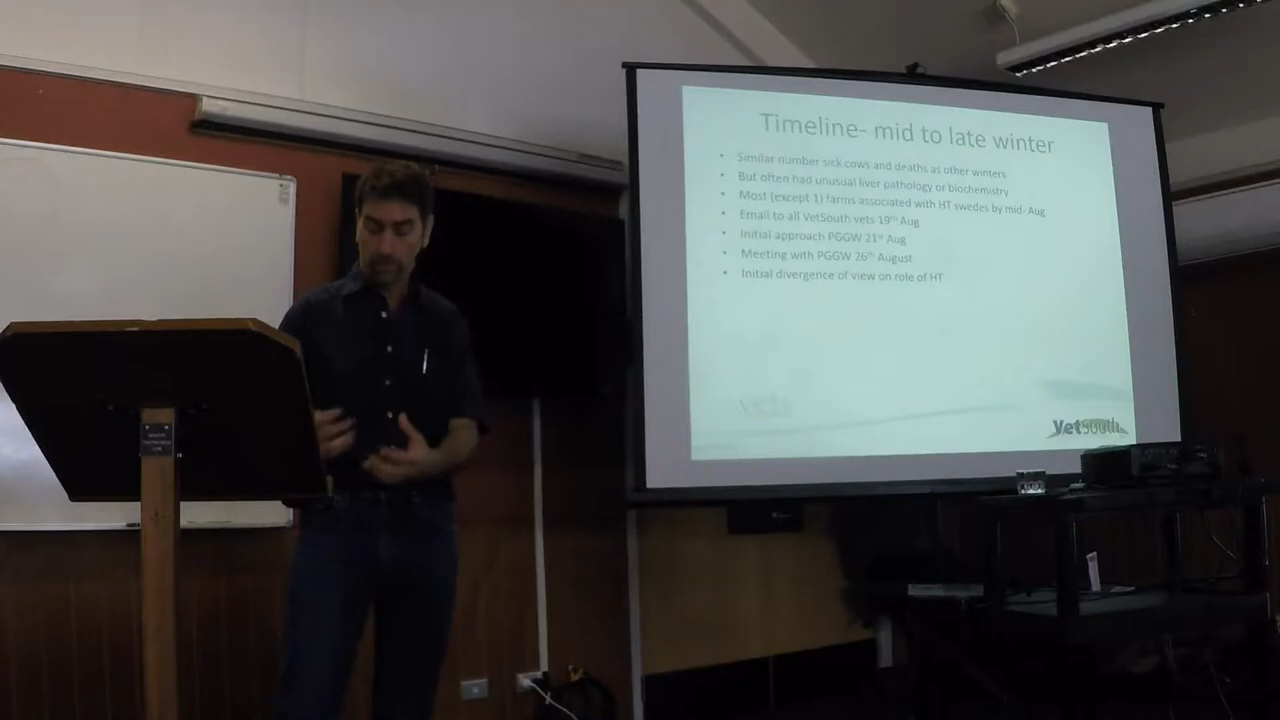 Timeline- mid to late winter
• Similar number sick cows and deaths as other winters
• But often had unusual liver pathology or biochemistry
• Most (except 1) farms associated with HT swedes by mid- Aug
• Email to all VetSouth vets 19th Aug
• Initial approach PGGW 21st Aug
• Meeting with PGGW 26th August
• Initial divergence of view on role of HT
VetSouth